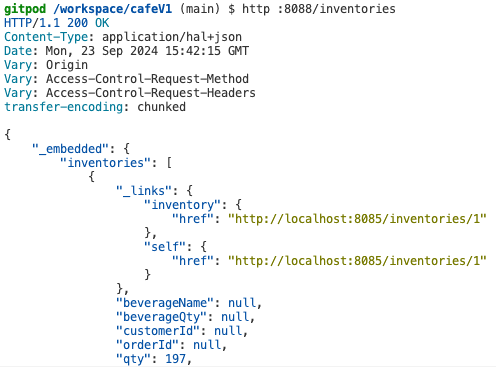 gitpod /workspace/cafeV1 (main) $ http :8088/inventories
HTTP/1.1 200 OK
Content-Type: application/hal+json
Date: Mon, 23 Sep 2024 15:42:15 GMT
Vary: Origin
Vary: Access-Control-Request-Method
Vary: Access-Control-Request-Headers
transfer-encoding: chunked

{
    "_embedded": {
        "inventories": [
            {
                "_links": {
                    "inventory": {
                        "href": "http://localhost:8085/inventories/1"
                    },
                    "self": {
                        "href": "http://localhost:8085/inventories/1"
                    }
                },
                "beverageName": null,
                "beverageQty": null,
                "customerId": null,
                "orderId": null,
                "qty": 197,